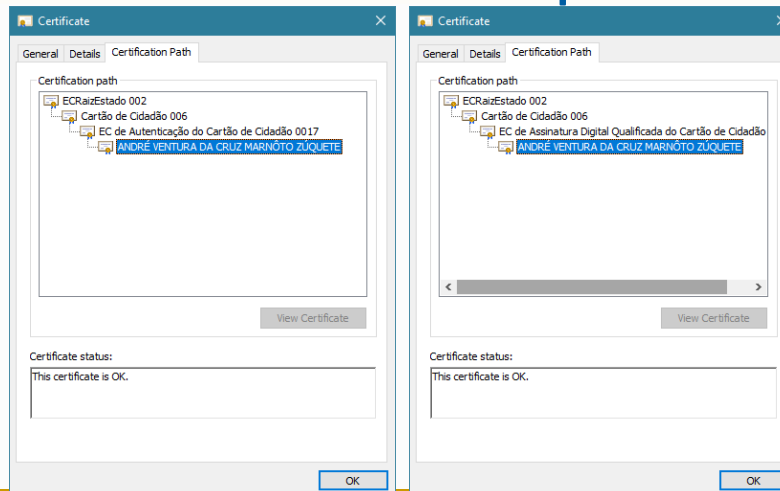 Certificate
General Details Certification Path
Certification path
ECRaizEstado 002
Cartão de Cidadão 006
EC de Autenticação do Cartão de Cidadão 0017
ANDRÉ VENTURA DA CRUZ MARNÔTO ZÚQUETE
View Certificate
Certificate status:
This certificate is OK.
OK
Certificate
General Details Certification Path
Certification path
ECRaizEstado 002
Cartão de Cidadão 006
EC de Assinatura Digital Qualificada do Cartão de Cidadão
ANDRÉ VENTURA DA CRUZ MARNÔTO ZÚQUETE
View Certificate
Certificate status:
This certificate is OK.
OK